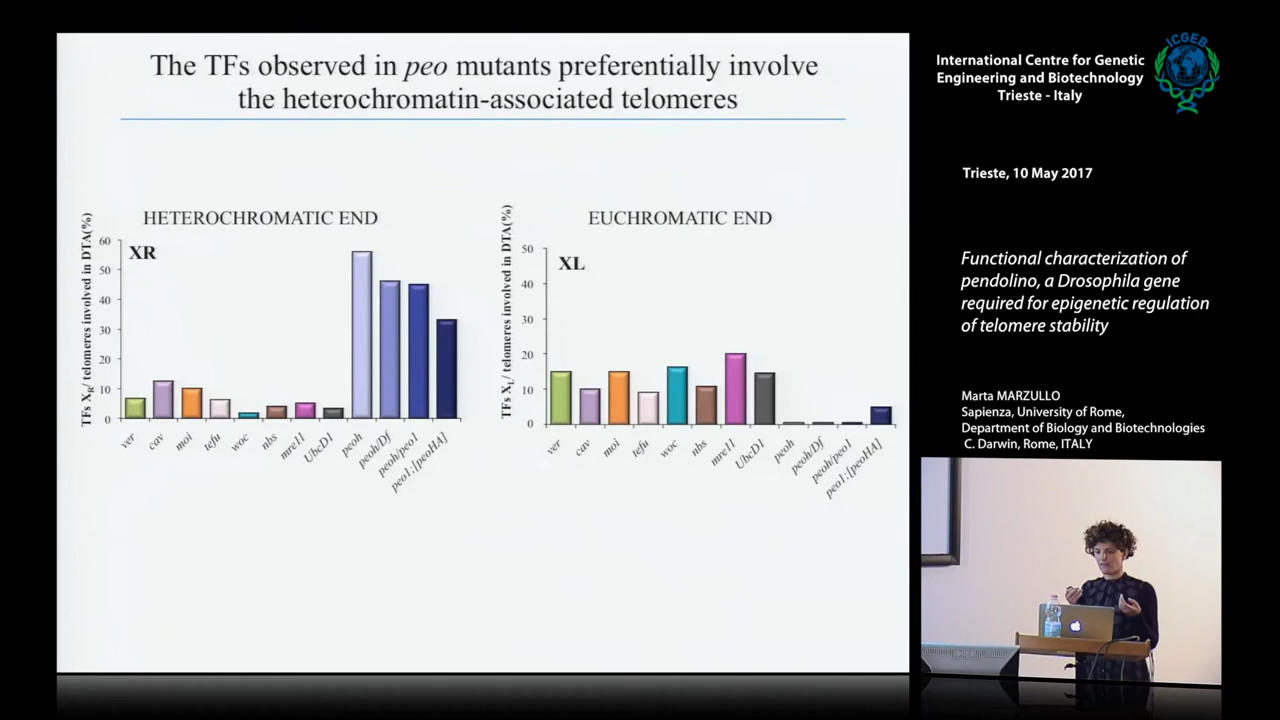 The TFs observed in peo mutants preferentially involve
the heterochromatin-associated telomeres
HETEROCHROMATIC END
TFs XR/ telomeres involved in DTA(%)
XR
60
50
40
30
20
10
0
ver
cav
moi
tefu
woc
nbs
mre11
UbcD1
peoh
peoh/Df
peoh/peo1
peo1:[peoHA]
EUCHROMATIC END
TFs XL/ telomeres involved in DTA(%)
XL
50
40
30
20
10
0
ver
cav
moi
tefu
woc
nbs
mre11
UbcD1
peoh
peoh/Df
peoh/peo1
peo1:[peoHA]
International Centre for Genetic
Engineering and Biotechnology
Trieste - Italy
ICGEB
Trieste, 10 May 2017
Functional characterization of
pendolino, a Drosophila gene
required for epigenetic regulation
of telomere stability
Marta MARZULLO
Sapienza, University of Rome,
Department of Biology and Biotechnologies
C. Darwin, Rome, ITALY